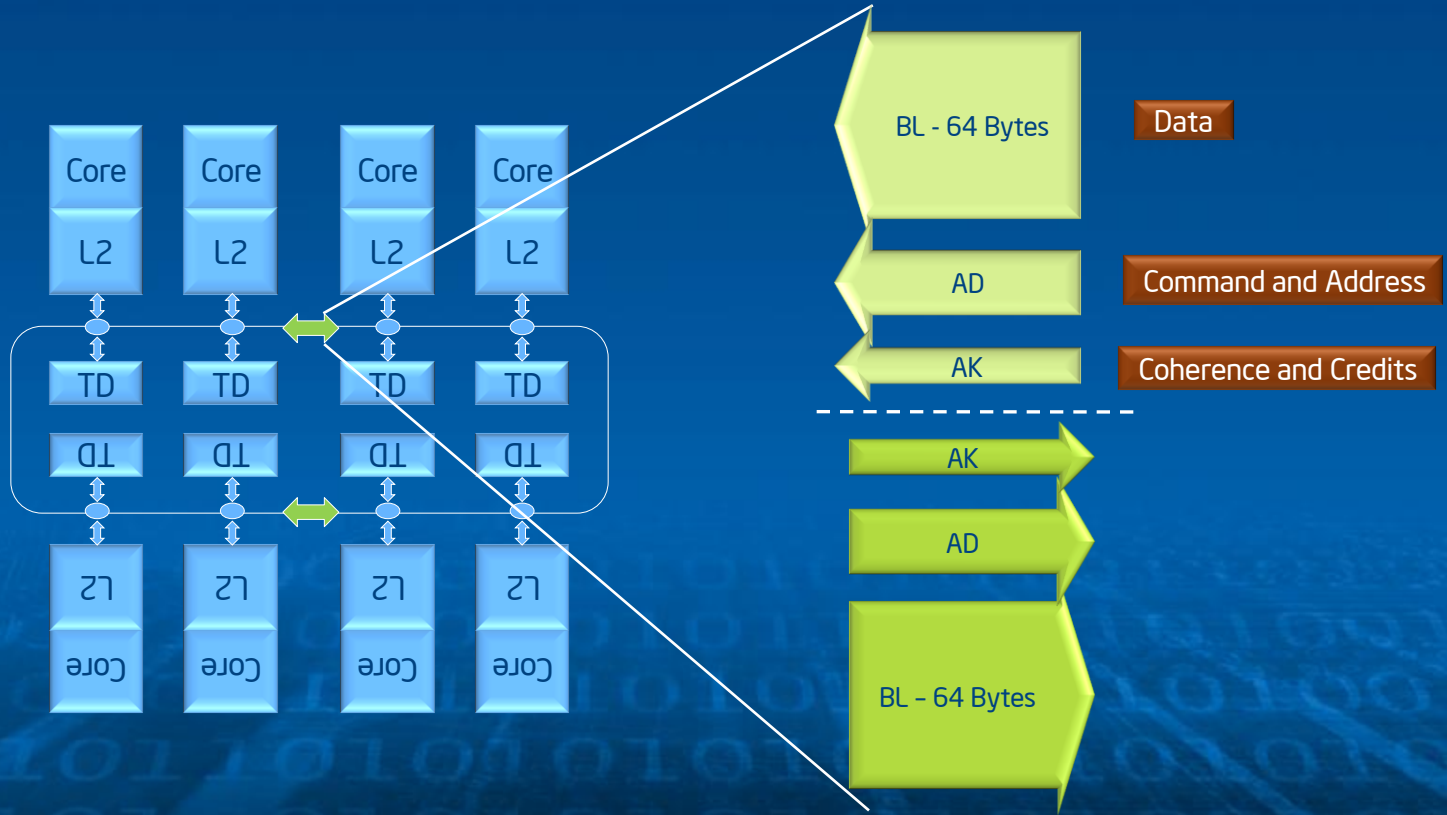 Core
Core
Core
Core
L2
L2
L2
L2
TD
TD
TD
TD
TD
TD
TD
TD
L2
L2
L2
L2
Core
Core
Core
Core
BL - 64 Bytes
Data
AD
Command and Address
AK
Coherence and Credits
AK
AD
BL – 64 Bytes